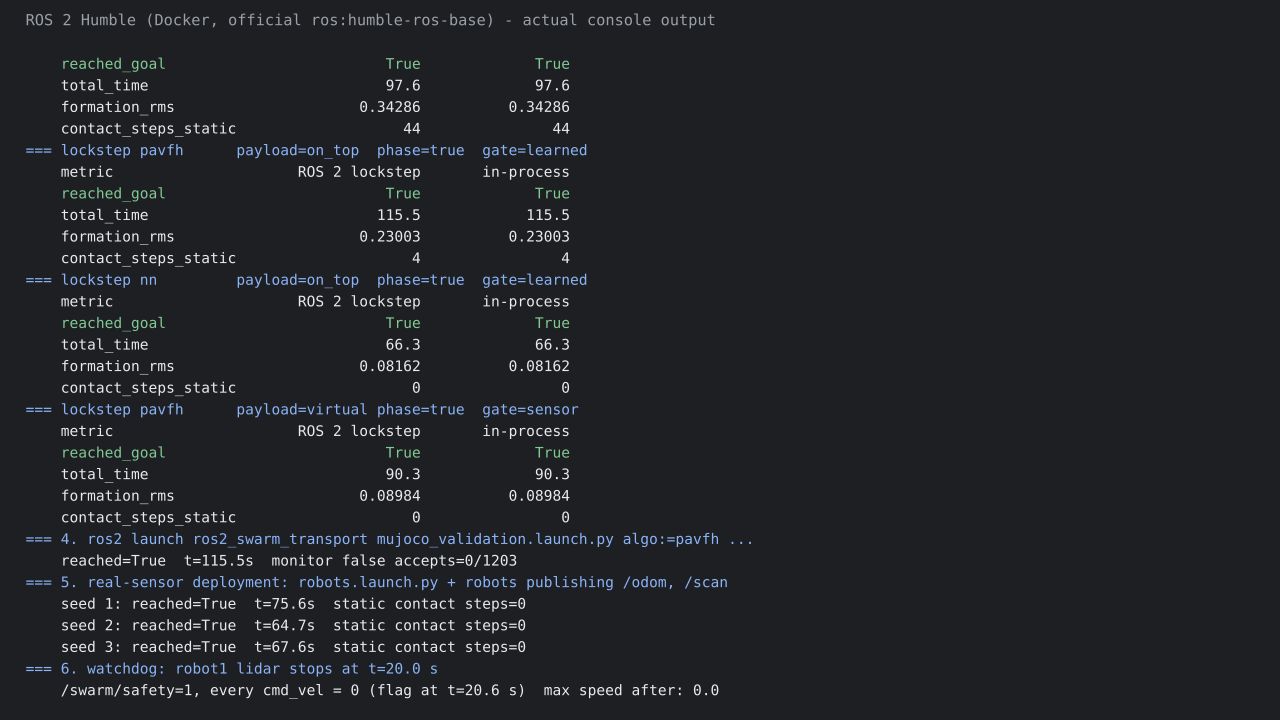 ROS 2 Humble (Docker, official ros:humble-ros-base) - actual console output
reached_goal True True
total_time 97.6 97.6
formation_rms 0.34286 0.34286
contact_steps_static 44 44
=== lockstep pavfh payload=on_top phase=true gate=learned
metric ROS 2 lockstep in-process
reached_goal True True
total_time 115.5 115.5
formation_rms 0.23003 0.23003
contact_steps_static 4 4
=== lockstep nn payload=on_top phase=true gate=learned
metric ROS 2 lockstep in-process
reached_goal True True
total_time 66.3 66.3
formation_rms 0.08162 0.08162
contact_steps_static 0 0
=== lockstep pavfh payload=virtual phase=true gate=sensor
metric ROS 2 lockstep in-process
reached_goal True True
total_time 90.3 90.3
formation_rms 0.08984 0.08984
contact_steps_static 0 0
=== 4. ros2 launch ros2_swarm_transport mujoco_validation.launch.py algo:=pavfh ...
reached=True t=115.5s monitor false accepts=0/1203
=== 5. real-sensor deployment: robots.launch.py + robots publishing /odom, /scan
seed 1: reached=True t=75.6s static contact steps=0
seed 2: reached=True t=64.7s static contact steps=0
seed 3: reached=True t=67.6s static contact steps=0
=== 6. watchdog: robot1 lidar stops at t=20.0 s
/swarm/safety=1, every cmd_vel = 0 (flag at t=20.6 s) max speed after: 0.0